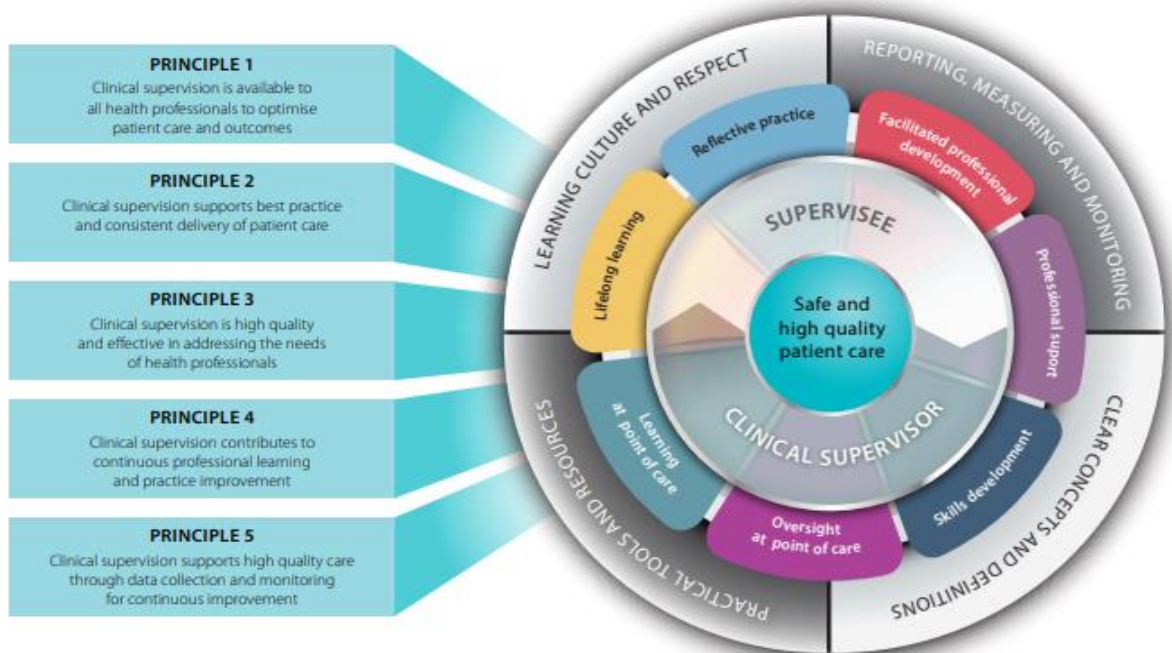 PRINCIPLE 1
Clinical supervision is available to
all health professionals to optimise
patient care and outcomes
PRINCIPLE 2
Clinical supervision supports best practice
and consistent delivery of patient care
PRINCIPLE 3
Clinical supervision is high quality
and effective in addressing the needs
of health professionals
PRINCIPLE 4
Clinical supervision contributes to
continuous professional learning
and practice improvement
PRINCIPLE 5
Clinical supervision supports high quality care
through data collection and monitoring
for continuous improvement
LEARNING CULTURE AND RESPECT
REPORTING, MEASURING AND MONITORING
CLEAR CONCEPTS AND DEFINITIONS
PRACTICAL TOOLS AND RESOURCES
Reflective practice
Facilitated professional
development
Professional suport
Skills development
Oversight
at point of care
Learning
at point of care
Lifelong learning
SUPERVISEE
Safe and
high quality
patient care
CLINICAL SUPERVISOR